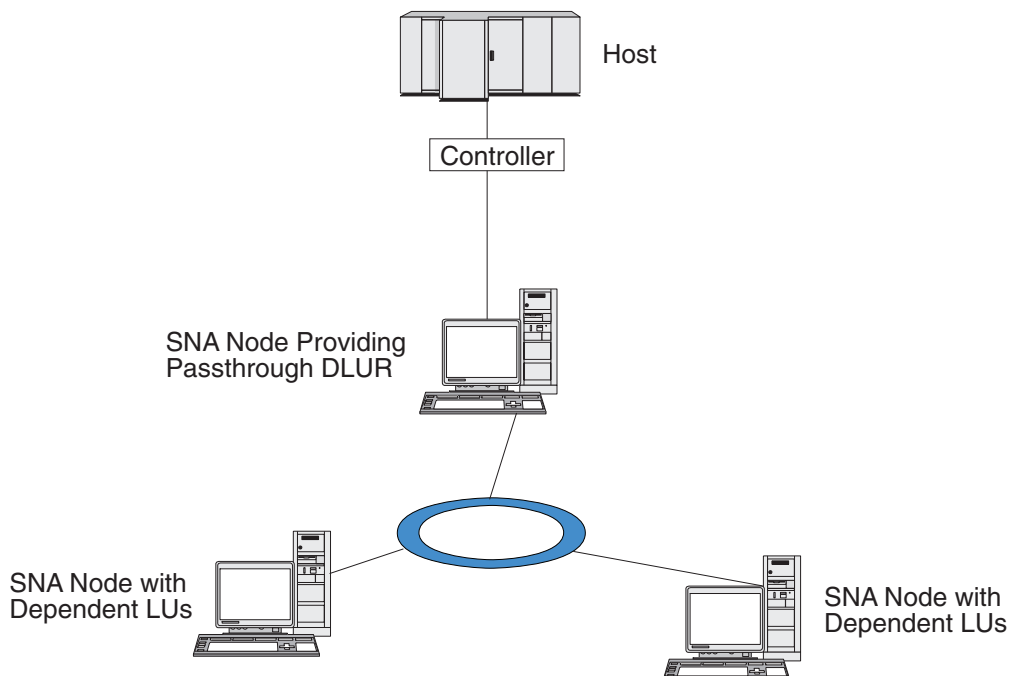 Host
Controller
SNA Node Providing
Passthrough DLUR
SNA Node with
Dependent LUs
SNA Node with
Dependent LUs